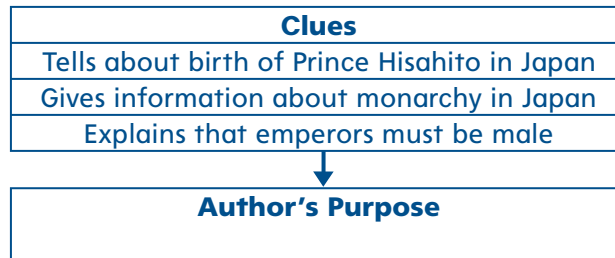 Clues
Tells about birth of Prince Hisahito in Japan
Gives information about monarchy in Japan
Explains that emperors must be male
Author's Purpose